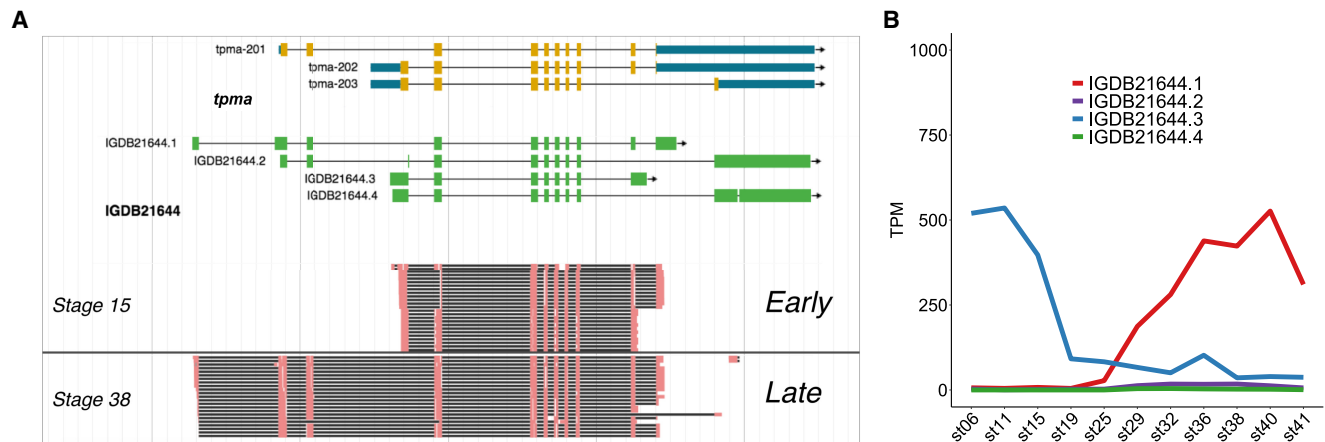 A
tpma-201
tpma-202
tpma-203
tpma
IGDB21644.1
IGDB21644.2
IGDB21644.3
IGDB21644.4
IGDB21644
Stage 15
Early
Stage 38
Late
B
1000
750
500
250
0
TPM
IGDB21644.1
IGDB21644.2
IGDB21644.3
IGDB21644.4
st06
st11
st15
st19
st25
st29
st32
st36
st38
st40
st41